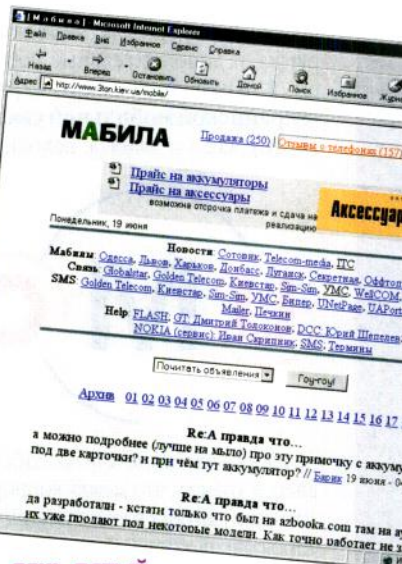 [Мабила] Microsoft Internet Explorer
Файл Правка Вид Избранное Сервис Справка
Назад Вперед Остановить Обновить Домой Поиск Избранное Журнал
Адрес http://www.3ton.kiev.ua/mobila/
МАБИЛА
Продажа (250) | Отзывы о телефонах (157)
Прайс на аккумуляторы
Прайс на аксессуары
возможна отсрочка платежа и сдача на
реализацию
Аксессуар
Понедельник, 19 июня
Новости: Сотовик, Telecom-media, ITC
Мабилы: Одесса, Львов, Харьков, Донбасс, Луганск, Секретная, Оффтоп
Связь: Globalstar, Golden Telecom, Киевстар, Sim-Sim, УМС, WellCOM,
SMS: Golden Telecom, Киевстар, Sim-Sim, УМС, Бипер, UNetPage, UAPort
Mailer, Печкин
Help: FLASH, GT: Дмитрий Толоконов; DCC: Юрий Шепелев;
NOKIA (сервис): Иван Скрипник, SMS, Термины
Почитать объявления Гоу-гоу!
Архив 01 02 03 04 05 06 07 08 09 10 11 12 13 14 15 16 17
Re:А правда что...
а можно подробнее (лучше на мыло) про эту примочку с аккуму
под две карточки? и при чём тут аккумулятор? // Барик 19 июня - 0
Re:А правда что...
да разработали - кстати только что был на azbooka.com там на ау
их уже продают под некоторые модели. Как точно работает не з